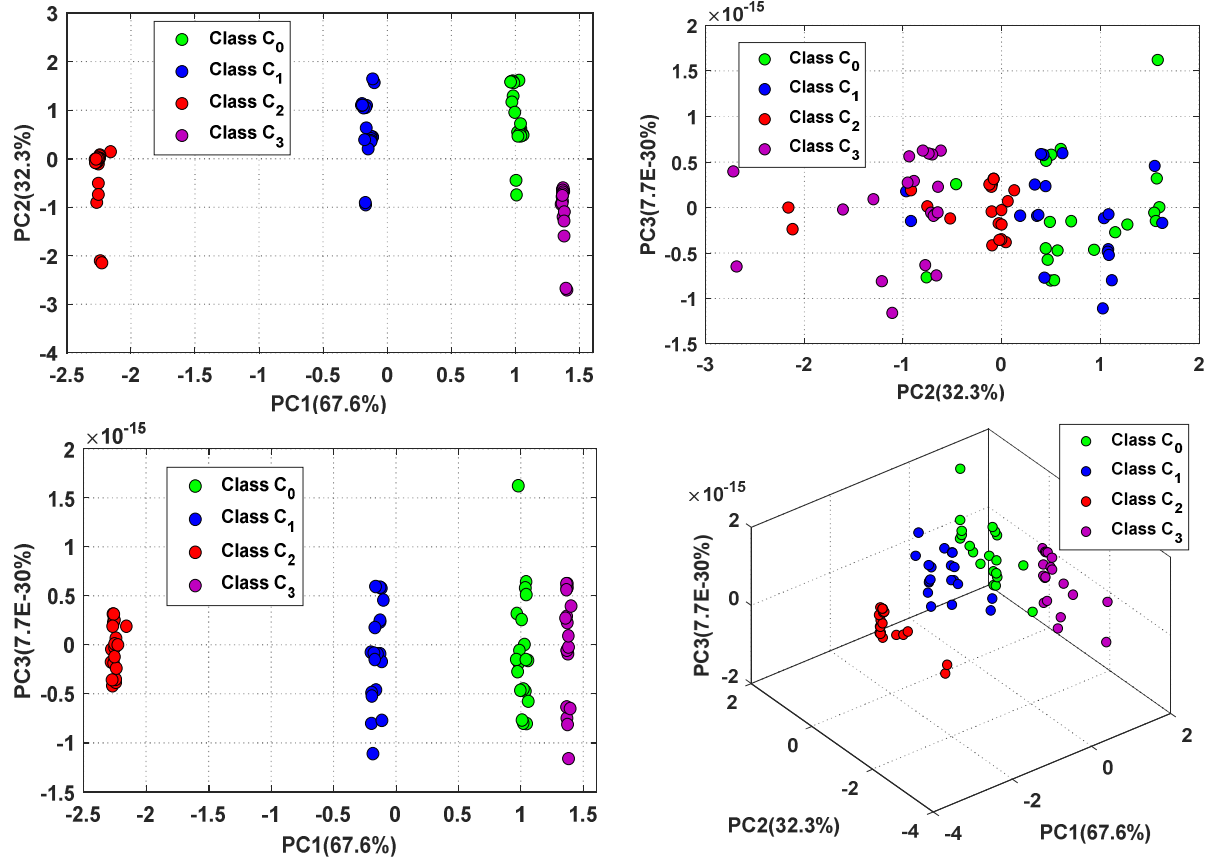 3
2
1
0
-1
-2
-3
-4
PC2(32.3%)
-2.5 -2 -1.5 -1 -0.5 0 0.5 1 1.5
PC1(67.6%)
Class C0
Class C1
Class C2
Class C3
×10-15
2
1.5
1
0.5
0
-0.5
-1
-1.5
PC3(7.7E-30%)
-3 -2 -1 0 1 2
PC2(32.3%)
Class C0
Class C1
Class C2
Class C3
×10-15
2
1.5
1
0.5
0
-0.5
-1
-1.5
PC3(7.7E-30%)
-2.5 -2 -1.5 -1 -0.5 0 0.5 1 1.5
PC1(67.6%)
Class C0
Class C1
Class C2
Class C3
×10-15
2
0
-2
PC3(7.7E-30%)
2
0
-2
-4
PC2(32.3%)
-4
-2
0
2
PC1(67.6%)
Class C0
Class C1
Class C2
Class C3